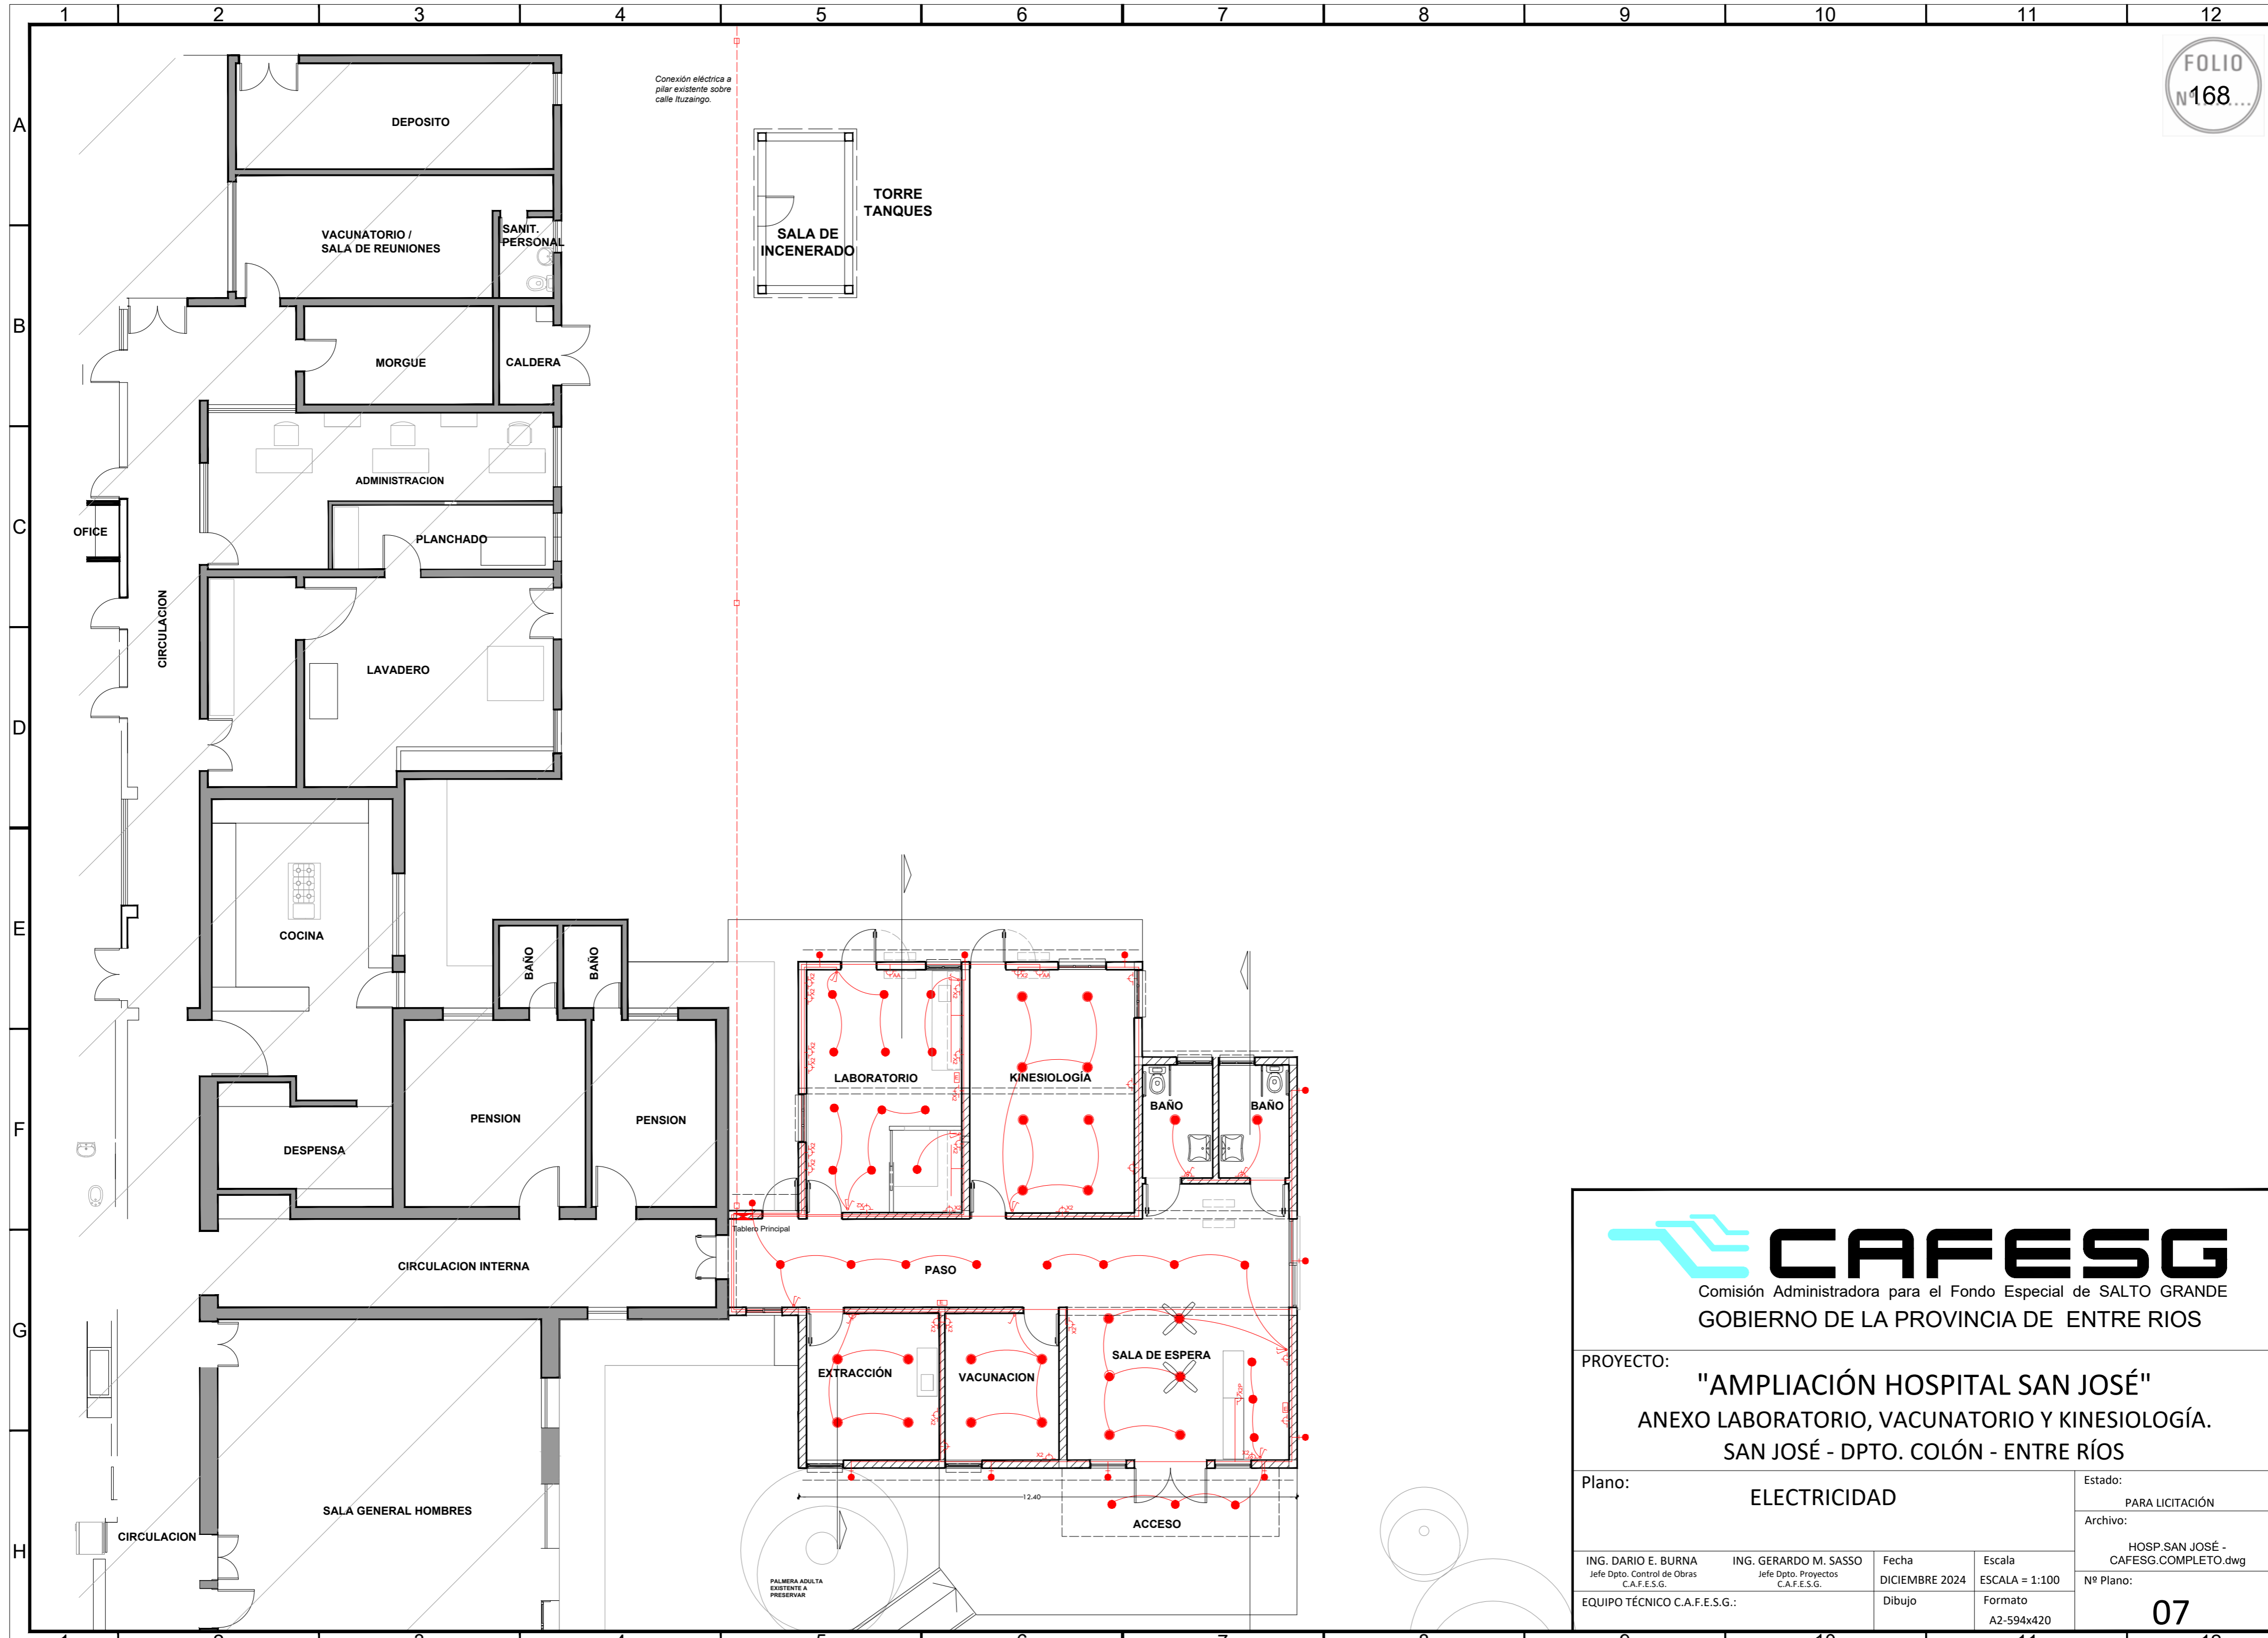 1 2 3 4 5 6 7 8 9 10 11 12
A
B
C
D
E
F
G
H
FOLIO
Nº 168
Conexión eléctrica a
pilar existente sobre
calle Ituzaingo.
DEPOSITO
VACUNATORIO /
SALA DE REUNIONES
SANIT.
PERSONAL
TORRE
TANQUES
SALA DE
INCENERADO
MORGUE
CALDERA
ADMINISTRACION
OFICE
PLANCHADO
CIRCULACION
LAVADERO
COCINA
BAÑO
BAÑO
PENSION
PENSION
DESPENSA
LABORATORIO
KINESIOLOGÍA
BAÑO
BAÑO
Tablero Principal
CIRCULACION INTERNA
PASO
EXTRACCIÓN
VACUNACION
SALA DE ESPERA
SALA GENERAL HOMBRES
CIRCULACION
12.40
ACCESO
PALMERA ADULTA
EXISTENTE A
PRESERVAR
CAFESG
Comisión Administradora para el Fondo Especial de SALTO GRANDE
GOBIERNO DE LA PROVINCIA DE ENTRE RIOS
PROYECTO:
"AMPLIACIÓN HOSPITAL SAN JOSÉ"
ANEXO LABORATORIO, VACUNATORIO Y KINESIOLOGÍA.
SAN JOSÉ - DPTO. COLÓN - ENTRE RÍOS
Plano:
ELECTRICIDAD
Estado:
PARA LICITACIÓN
Archivo:
HOSP.SAN JOSÉ -
CAFESG.COMPLETO.dwg
ING. DARIO E. BURNA
Jefe Dpto. Control de Obras
C.A.F.E.S.G.
ING. GERARDO M. SASSO
Jefe Dpto. Proyectos
C.A.F.E.S.G.
Fecha
DICIEMBRE 2024
Escala
ESCALA = 1:100
Nº Plano:
07
EQUIPO TÉCNICO C.A.F.E.S.G.:
Dibujo
Formato
A2-594x420